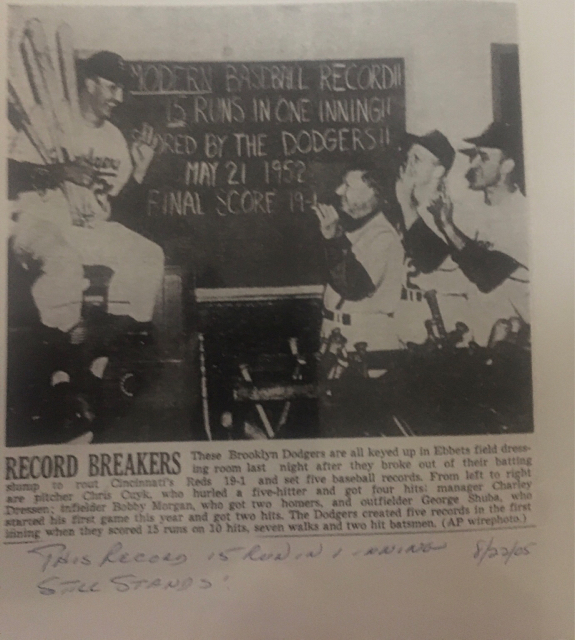 MODERN BASEBALL RECORD!!
15 RUNS IN ONE INNING!!
RED BY THE DODGERS!!
MAY 21 1952
FINAL SCORE 19-1
Dodgers
RECORD BREAKERS These Brooklyn Dodgers are all keyed up in Ebbets field dress-
ing room last night after they broke out of their batting
slump to rout Cincinnati's Reds 19-1 and set five baseball records. From left to right
are pitcher Chris Cuyk, who hurled a five-hitter and got four hits: manager Charley
Dressen; infielder Bobby Morgan, who got two homers, and outfielder George Shuba, who
started his first game this year and got two hits. The Dodgers created five records in the first
inning when they scored 15 runs on 10 hits, seven walks and two hit batsmen. (AP wirephoto.)
THIS RECORD 15 RUN IN 1 INNING 8/22/05
STILL STANDS!